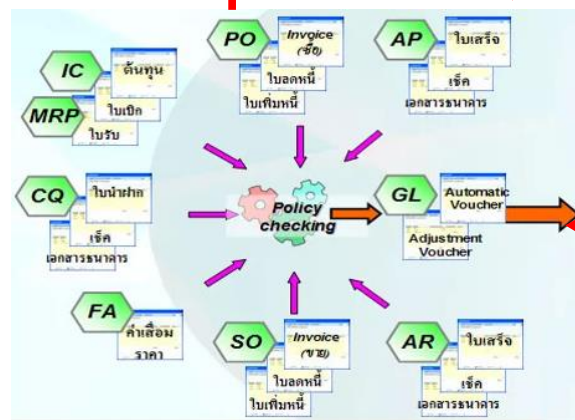 PO
Invoice
(ซื้อ)
ใบลดหนี้
ใบเพิ่มหนี้
AP
ใบเสร็จ
เช็ค
เอกสารธนาคาร
IC
MRP
ต้นทุน
ใบเบิก
ใบรับ
CQ
ใบนำฝาก
เช็ค
เอกสารธนาคาร
Policy
checking
GL
Automatic
Voucher
Adjustment
Voucher
FA
ค่าเสื่อม
ราคา
SO
Invoice
(ขาย)
ใบลดหนี้
ใบเพิ่มหนี้
AR
ใบเสร็จ
เช็ค
เอกสารธนาคาร